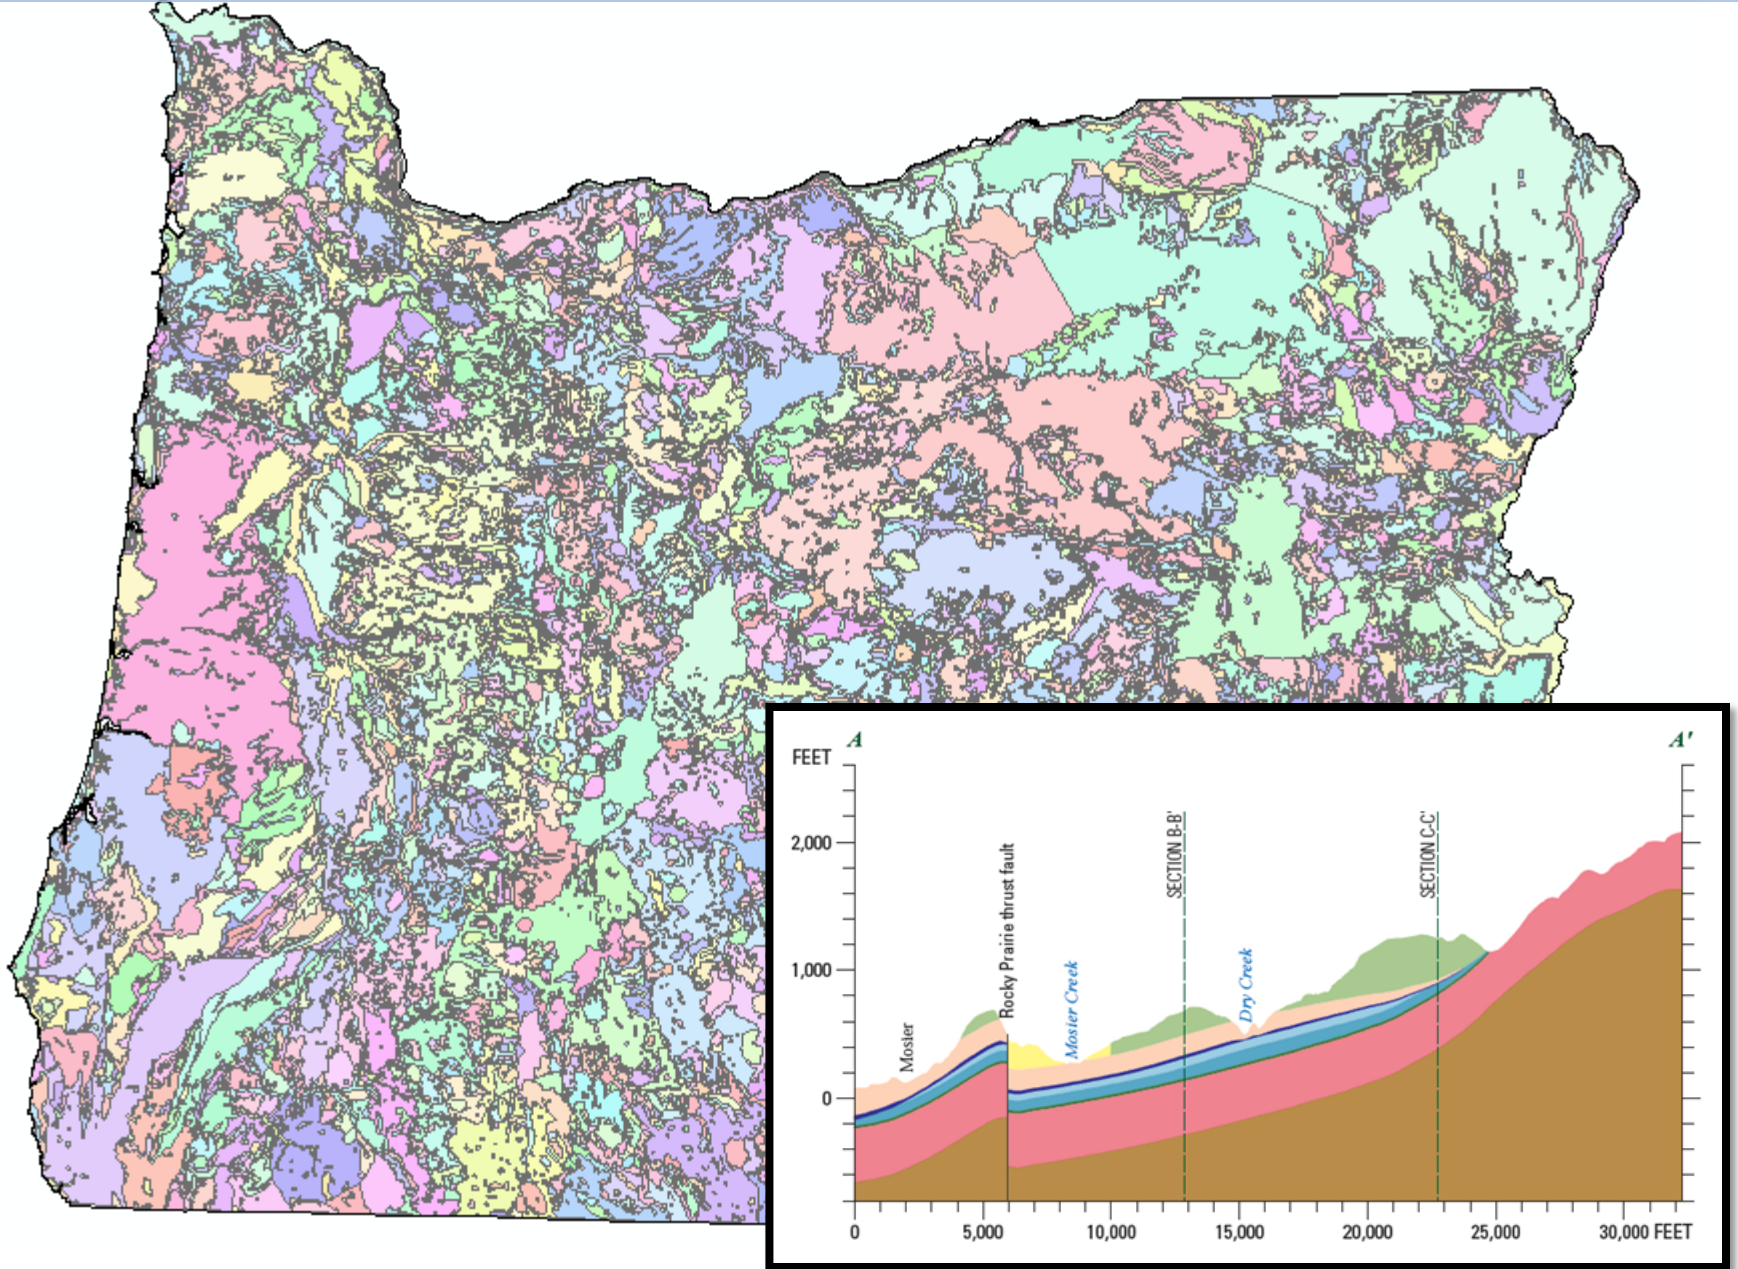 A
A'
FEET
2,000
1,000
0
Mosier
Rocky Prairie thrust fault
Mosier Creek
SECTION B-B'
Dry Creek
SECTION C-C'
0 5,000 10,000 15,000 20,000 25,000 30,000 FEET